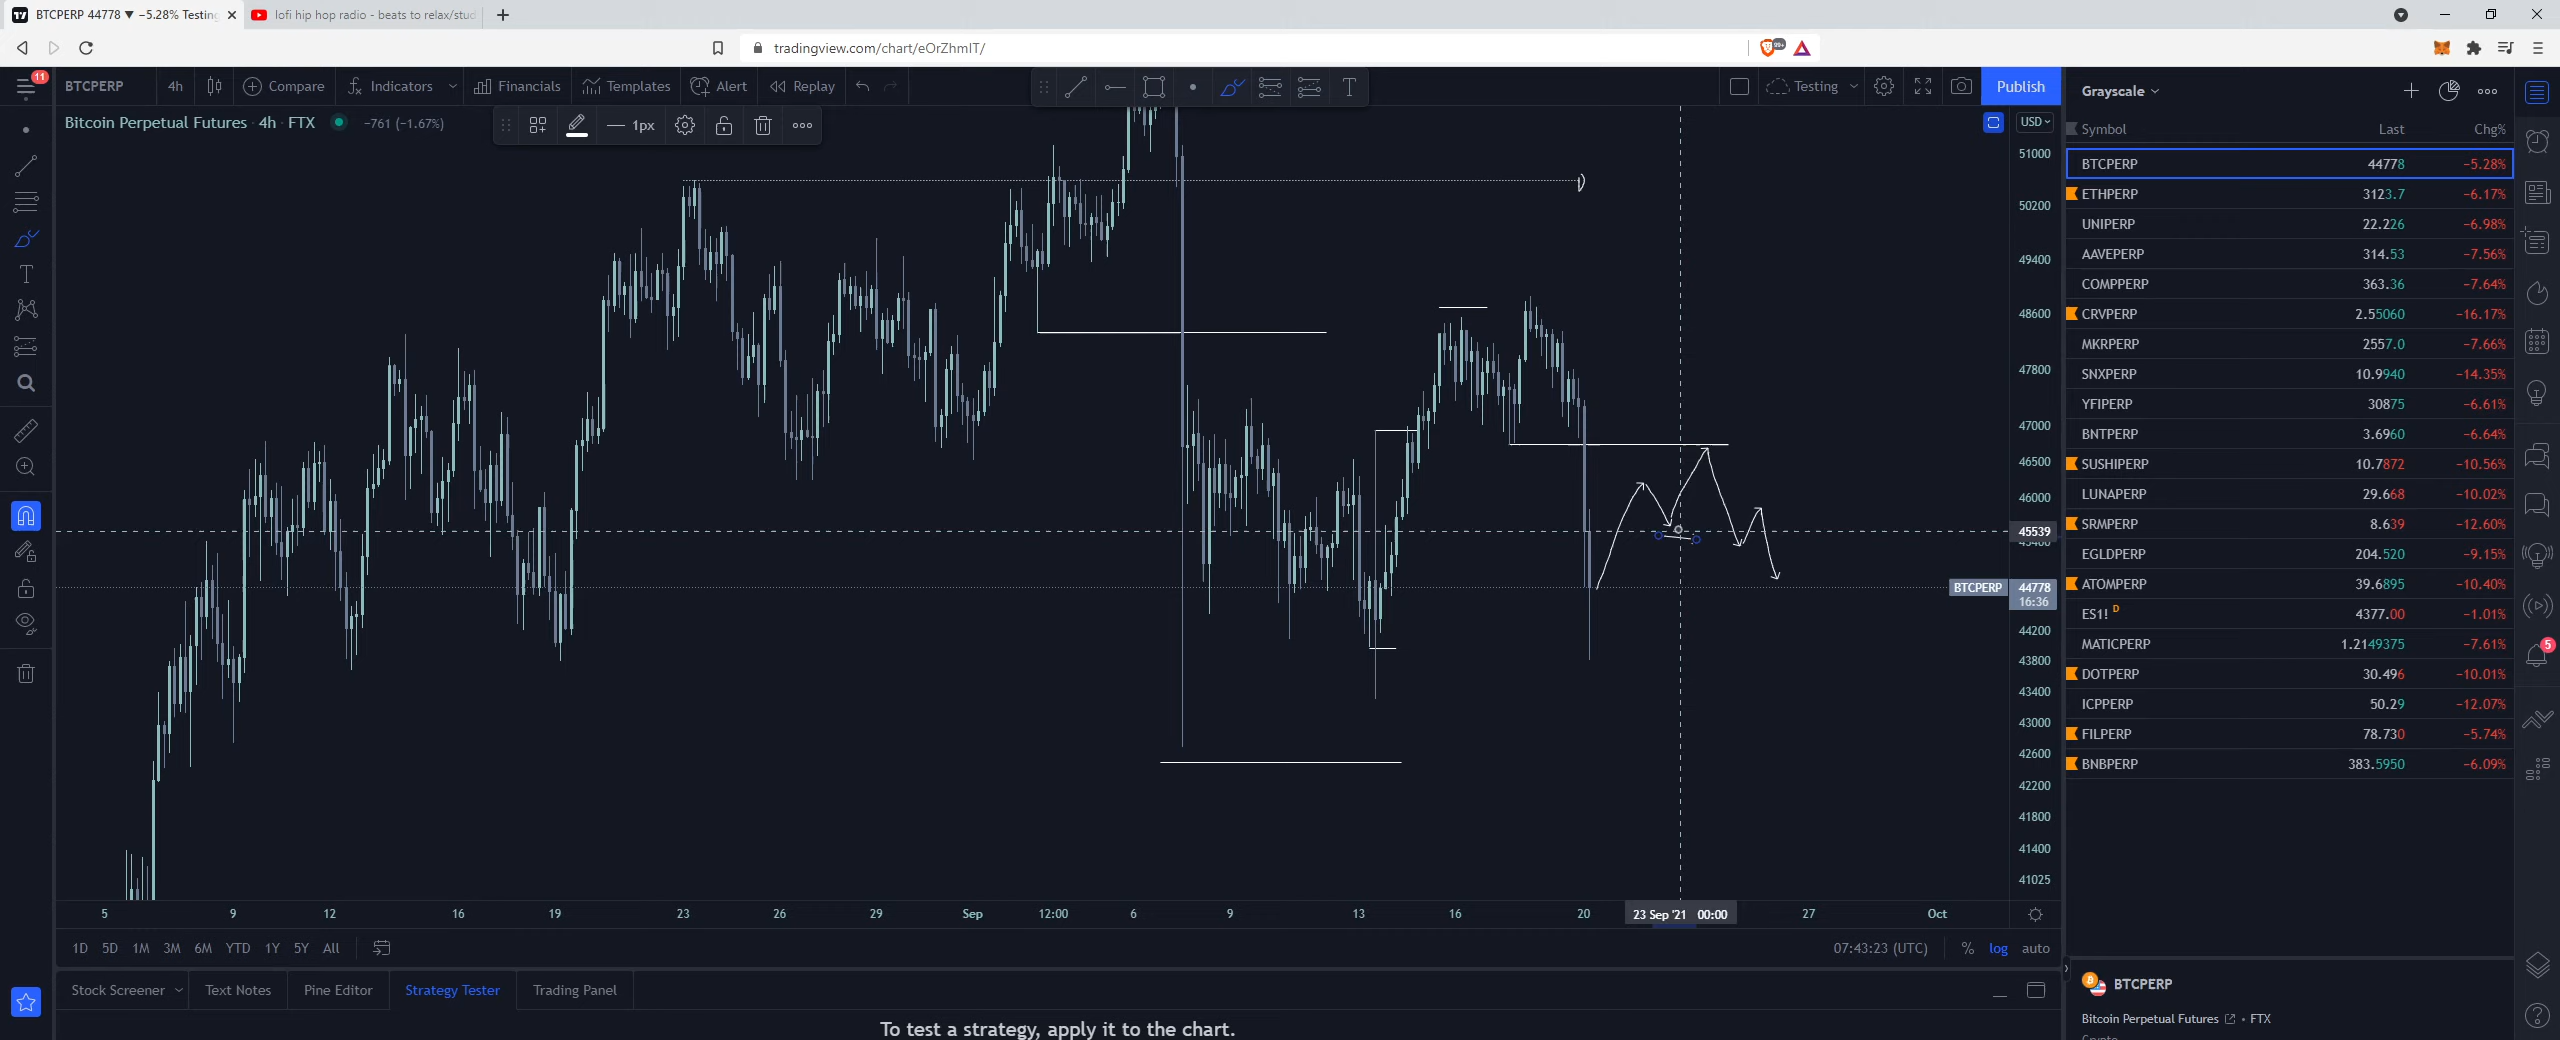 BTCPERP 44778 ▼ −5.28% Testin
lofi hip hop radio - beats to relax/stud
tradingview.com/chart/eOrZhmIT/
99+
11
BTCPERP 4h Compare Indicators Financials Templates Alert Replay
Testing Publish
Bitcoin Perpetual Futures · 4h · FTX −761 (−1.67%)
1px
USD
51000
50200
49400
48600
47800
47000
46500
46000
45539
45400
BTCPERP 44778
16:36
44200
43800
43400
43000
42600
42200
41800
41400
41025
5 9 12 16 19 23 26 29 Sep 12:00 6 9 13 16 20 23 Sep '21 00:00 27 Oct
1D 5D 1M 3M 6M YTD 1Y 5Y All
07:43:23 (UTC) % log auto
Stock Screener Text Notes Pine Editor Strategy Tester Trading Panel
To test a strategy, apply it to the chart.
Grayscale
Symbol Last Chg%
BTCPERP 44778 −5.28%
ETHPERP 3123.7 −6.17%
UNIPERP 22.226 −6.98%
AAVEPERP 314.53 −7.56%
COMPPERP 363.36 −7.64%
CRVPERP 2.55060 −16.17%
MKRPERP 2557.0 −7.66%
SNXPERP 10.9940 −14.35%
YFIPERP 30875 −6.61%
BNTPERP 3.6960 −6.64%
SUSHIPERP 10.7872 −10.56%
LUNAPERP 29.668 −10.02%
SRMPERP 8.639 −12.60%
EGLDPERP 204.520 −9.15%
ATOMPERP 39.6895 −10.40%
ES1! D 4377.00 −1.01%
MATICPERP 1.2149375 −7.61%
DOTPERP 30.496 −10.01%
ICPPERP 50.29 −12.07%
FILPERP 78.730 −5.74%
BNBPERP 383.5950 −6.09%
5
BTCPERP
Bitcoin Perpetual Futures • FTX